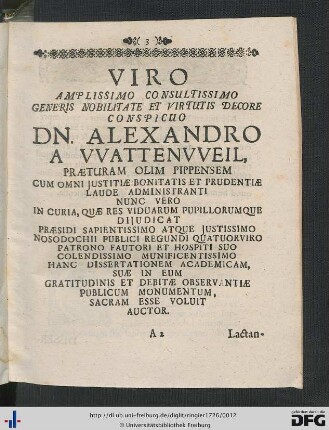 3
VIRO
AMPLISSIMO CONSULTISSIMO
GENERIS NOBILITATE ET VIRTUTIS DECORE
CONSPICUO
DN. ALEXANDRO
A VVATTENVVEIL,
PRÆTURAM OLIM PIPPENSEM
CUM OMNI JUSTITIÆ BONITATIS ET PRUDENTIÆ
LAUDE ADMINISTRANTI
NUNC VERO
IN CURIA, QUÆ RES VIDUARUM PUPILLORUMQUE
DIJUDICAT
PRÆSIDI SAPIENTISSIMO ATQUE JUSTISSIMO
NOSODOCHII PUBLICI REGUNDI QUATUORVIRO
PATRONO FAUTORI ET HOSPITI SUO
COLENDISSIMO MUNIFICENTISSIMO
HANC DISSERTATIONEM ACADEMICAM,
SUÆ IN EUM
GRATITUDINIS ET DEBITÆ OBSERVANTIÆ
PUBLICUM MONUMENTUM,
SACRAM ESSE VOLUIT
AUCTOR.
A 2 Lactan-
http://dl.ub.uni-freiburg.de/diglit/ringier1726/0012
© Universitätsbibliothek Freiburg
DFG